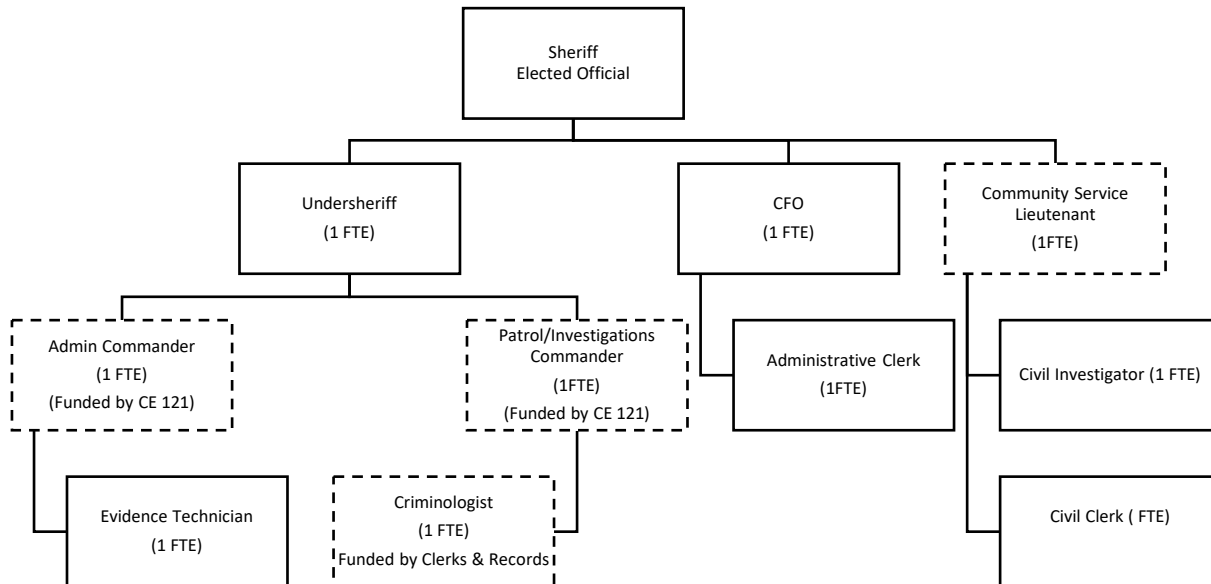 Sheriff
Elected Official
Undersheriff
(1 FTE)
CFO
(1 FTE)
Community Service
Lieutenant
(1FTE)
Admin Commander
(1 FTE)
(Funded by CE 121)
Patrol/Investigations
Commander
(1FTE)
(Funded by CE 121)
Administrative Clerk
(1FTE)
Civil Investigator (1 FTE)
Evidence Technician
(1 FTE)
Criminologist
(1 FTE)
Funded by Clerks & Records
Civil Clerk ( FTE)